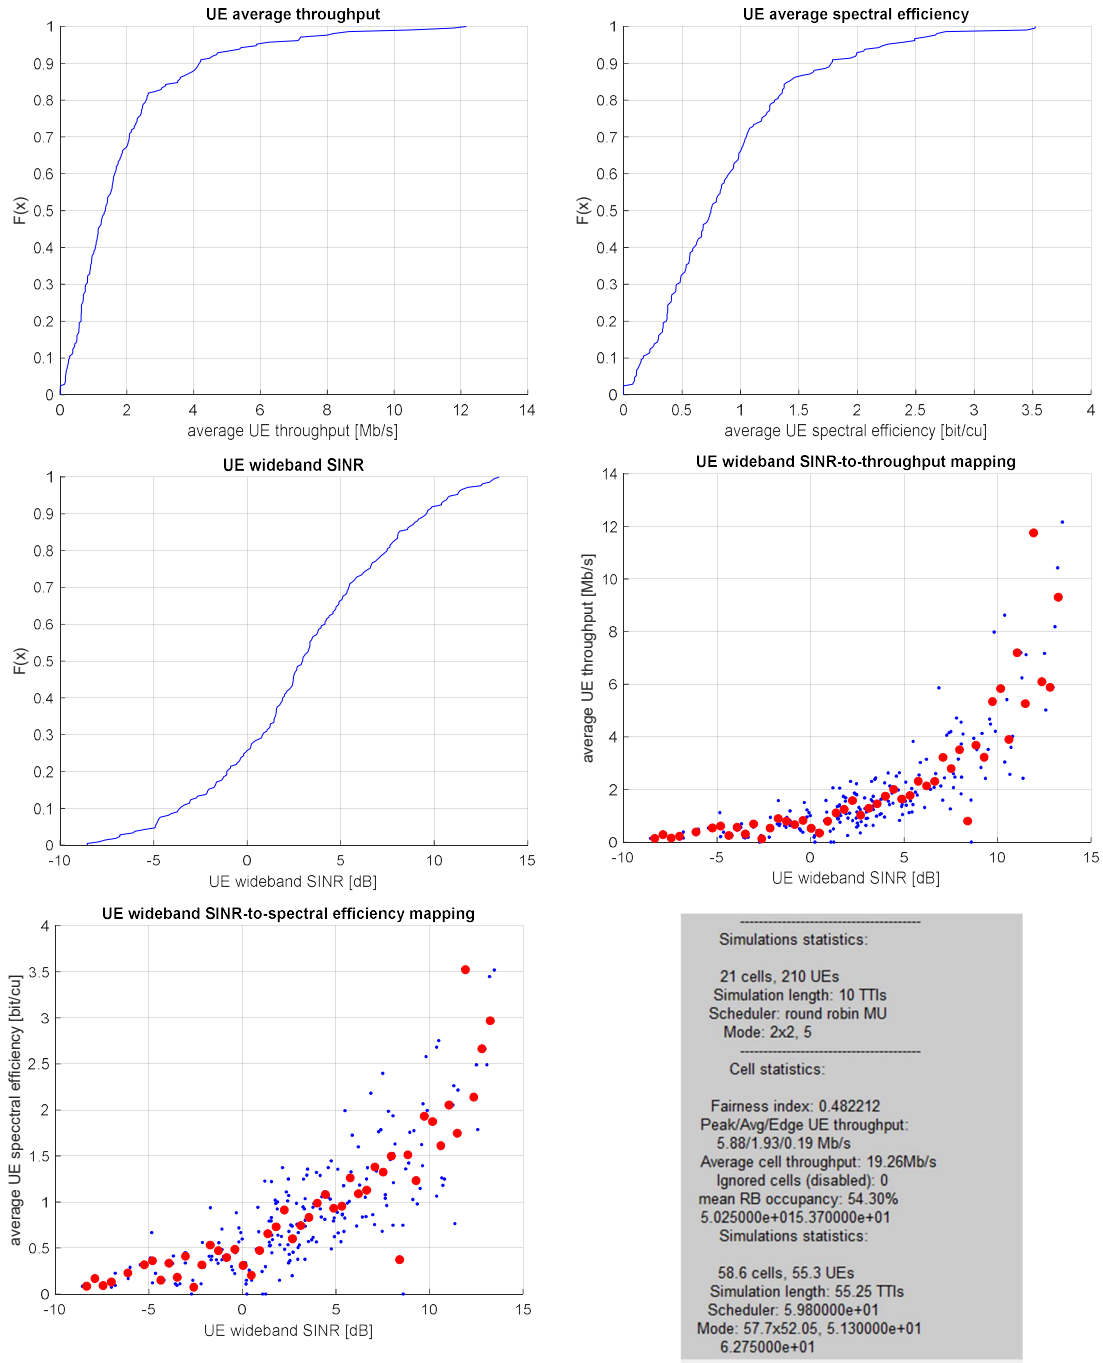 UE average throughput
1
0.9
0.8
0.7
0.6
0.5
0.4
0.3
0.2
0.1
0
F(x)
0 2 4 6 8 10 12 14
average UE throughput [Mb/s]
UE average spectral efficiency
1
0.9
0.8
0.7
0.6
0.5
0.4
0.3
0.2
0.1
0
F(x)
0 0.5 1 1.5 2 2.5 3 3.5 4
average UE spectral efficiency [bit/cu]
UE wideband SINR
1
0.9
0.8
0.7
0.6
0.5
0.4
0.3
0.2
0.1
0
F(x)
-10 -5 0 5 10 15
UE wideband SINR [dB]
UE wideband SINR-to-throughput mapping
14
12
10
8
6
4
2
0
average UE throughput [Mb/s]
-10 -5 0 5 10 15
UE wideband SINR [dB]
UE wideband SINR-to-spectral efficiency mapping
4
3.5
3
2.5
2
1.5
1
0.5
0
average UE specctral efficiency [bit/cu]
-10 -5 0 5 10 15
UE wideband SINR [dB]
----------------------------------------
Simulations statistics:
21 cells, 210 UEs
Simulation length: 10 TTIs
Scheduler: round robin MU
Mode: 2x2, 5
----------------------------------------
Cell statistics:
Fairness index: 0.482212
Peak/Avg/Edge UE throughput:
5.88/1.93/0.19 Mb/s
Average cell throughput: 19.26Mb/s
Ignored cells (disabled): 0
mean RB occupancy: 54.30%
5.025000e+015.370000e+01
Simulations statistics:
58.6 cells, 55.3 UEs
Simulation length: 55.25 TTIs
Scheduler: 5.980000e+01
Mode: 57.7x52.05, 5.130000e+01
6.275000e+01